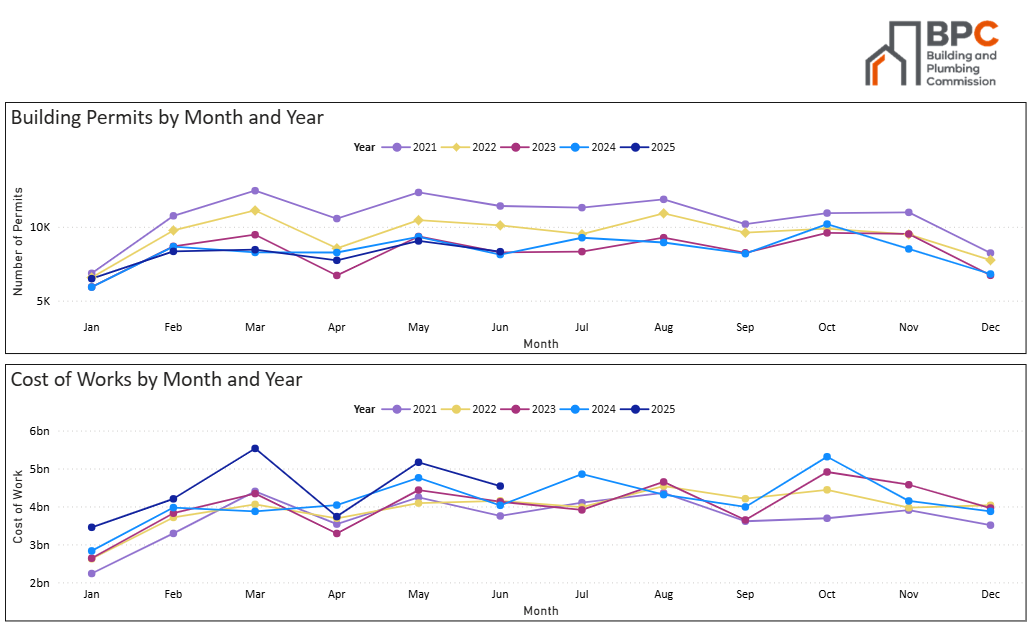 BPC
Building and
Plumbing
Commission
Building Permits by Month and Year
Year 2021 2022 2023 2024 2025
Number of Permits
10K
5K
Jan Feb Mar Apr May Jun Jul Aug Sep Oct Nov Dec
Month
Cost of Works by Month and Year
Year 2021 2022 2023 2024 2025
Cost of Work
6bn
5bn
4bn
3bn
2bn
Jan Feb Mar Apr May Jun Jul Aug Sep Oct Nov Dec
Month